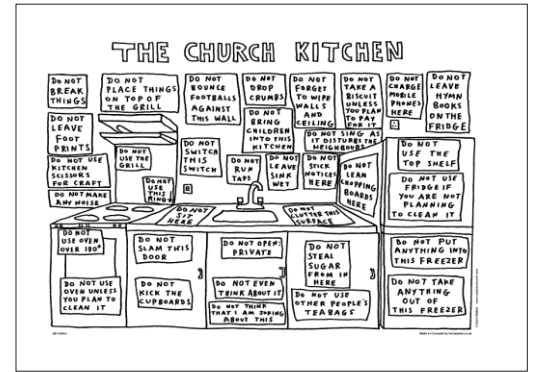 THE CHURCH KITCHEN
DO NOT
BREAK
THINGS
DO NOT
PLACE THINGS
ON TOP OF
THE GRILL
DO NOT
BOUNCE
FOOTBALLS
AGAINST
THIS WALL
DO NOT
DROP
CRUMBS
DO NOT
FORGET
TO WIPE
WALLS
AND
CEILING
DO NOT
TAKE A
BISCUIT
UNLESS
YOU PLAN
TO PAY
FOR IT
DO NOT
CHARGE
MOBILE
PHONES
HERE
DO NOT
LEAVE
HYMN
BOOKS
ON THE
FRIDGE
DO NOT
LEAVE
FOOT
PRINTS
DO NOT
BRING
CHILDREN
INTO THIS
KITCHEN
DO NOT SING AS
IT DISTURBS THE
NEIGHBOURS
DO NOT USE
KITCHEN
SCISSORS
FOR CRAFT
DO NOT
USE THE
GRILL
DO NOT
SWITCH
THIS
SWITCH
DO NOT
RUN
TAP
DO NOT
LEAVE
SINK
WET
DO NOT
STICK
NOTICES
HERE
DO NOT
LEAN
CHOPPING
BOARDS
HERE
DO NOT
USE THE
TOP SHELF
DO NOT MAKE
ANY NOISE
DO NOT
USE
THIS
RING
DO NOT
SIT
HERE
DO NOT
CLUTTER THIS
SURFACE
DO NOT USE
FRIDGE IF
YOU ARE NOT
PLANNING
TO CLEAN IT
DO NOT
USE OVEN
OVER 180°
DO NOT
SLAM THIS
DOOR
DO NOT OPEN:
PRIVATE
DO NOT
STEAL
SUGAR
FROM IN
HERE
DO NOT PUT
ANYTHING INTO
THIS FREEZER
DO NOT USE
OVEN UNLESS
YOU PLAN TO
CLEAN IT
DO NOT
KICK THE
CUPBOARDS
DO NOT EVEN
THINK ABOUT IT
DO NOT THINK
THAT I AM JOKING
ABOUT THIS
DO NOT USE
OTHER PEOPLE'S
TEABAGS
DO NOT TAKE
ANYTHING
OUT OF
THIS FREEZER